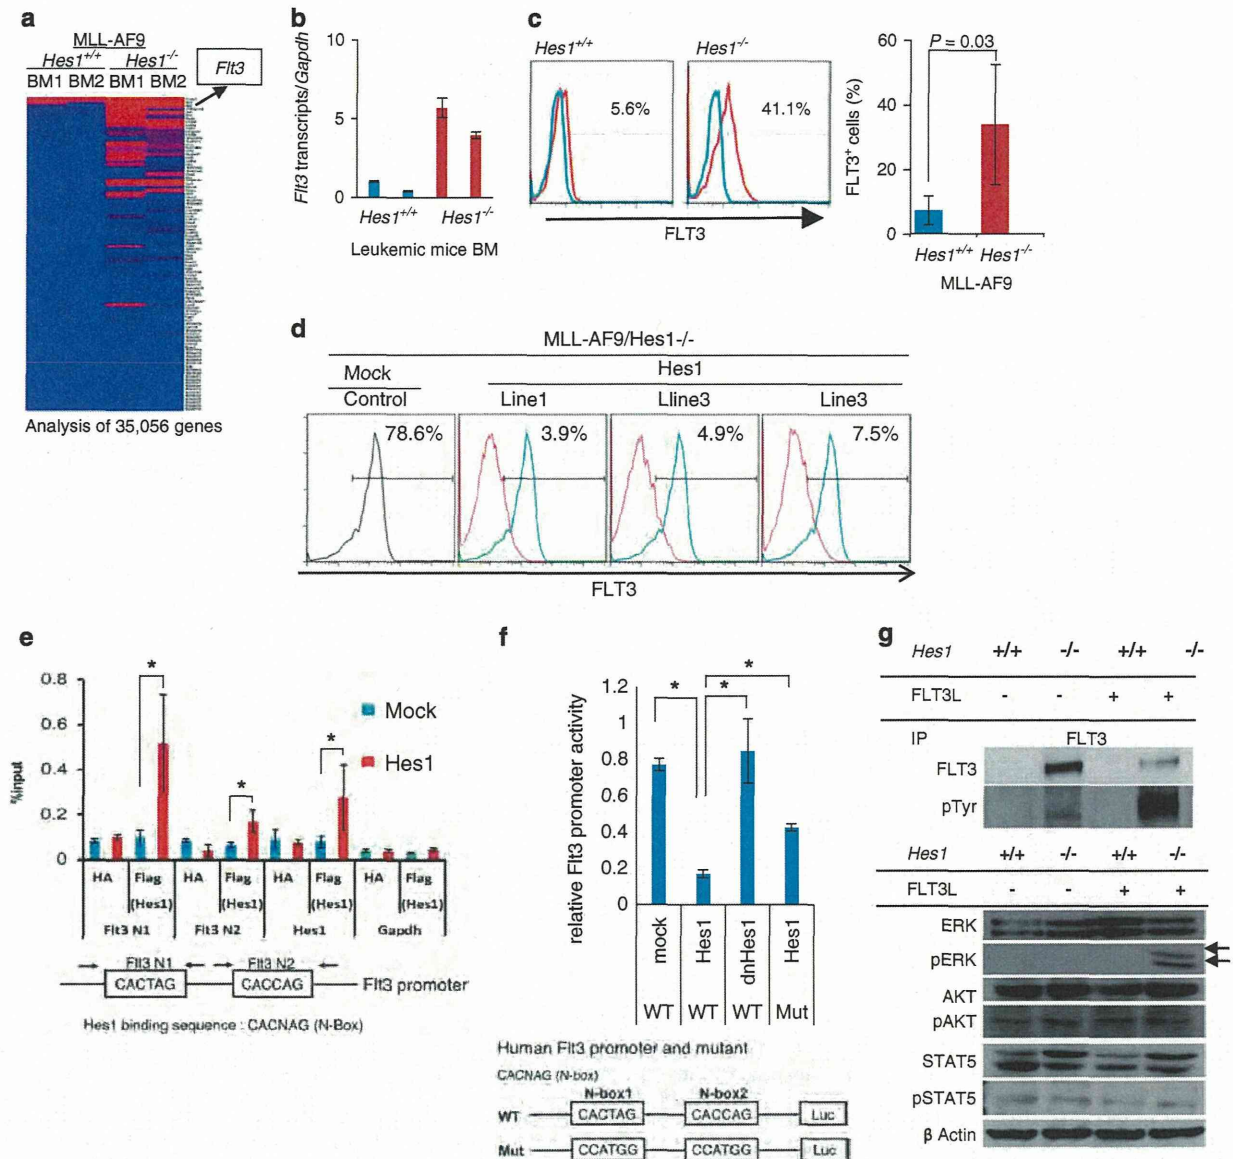 a
MLL-AF9
Hes1+/+ Hes1-/-
BM1 BM2 BM1 BM2
Flt3
Analysis of 35,056 genes
b
Flt3 transcripts/Gapdh
10
5
0
Hes1+/+ Hes1-/-
Leukemic mice BM
c
Hes1+/+ Hes1-/-
5.6% 41.1%
FLT3
FLT3+ cells (%)
60
40
20
0
P = 0.03
Hes1+/+ Hes1-/-
MLL-AF9
d
MLL-AF9/Hes1-/-
Mock Hes1
Control Line1 Lline3 Line3
78.6% 3.9% 4.9% 7.5%
FLT3
e
%input
0.8
0.6
0.4
0.2
0
* * *
Mock
Hes1
HA Flag HA Flag HA Flag HA Flag
(Hes1) (Hes1) (Hes1) (Hes1)
Flt3 N1 Flt3 N2 Hes1 Gapdh
Flt3 N1 Flt3 N2
CACTAG CACCAG Flt3 promoter
Hes1 binding sequence : CACNAG (N-Box)
f
relative Flt3 promoter activity
1.2
1
0.8
0.6
0.4
0.2
0
* * *
mock Hes1 dnHes1 Hes1
WT WT WT Mut
Human Flt3 promoter and mutant
CACNAG (N-box)
N-box1 N-box2
WT CACTAG CACCAG Luc
Mut CCATGG CCATGG Luc
g
Hes1 +/+ -/- +/+ -/-
FLT3L - - + +
IP FLT3
FLT3
pTyr
Hes1 +/+ -/- +/+ -/-
FLT3L - - + +
ERK
pERK
AKT
pAKT
STAT5
pSTAT5
β Actin